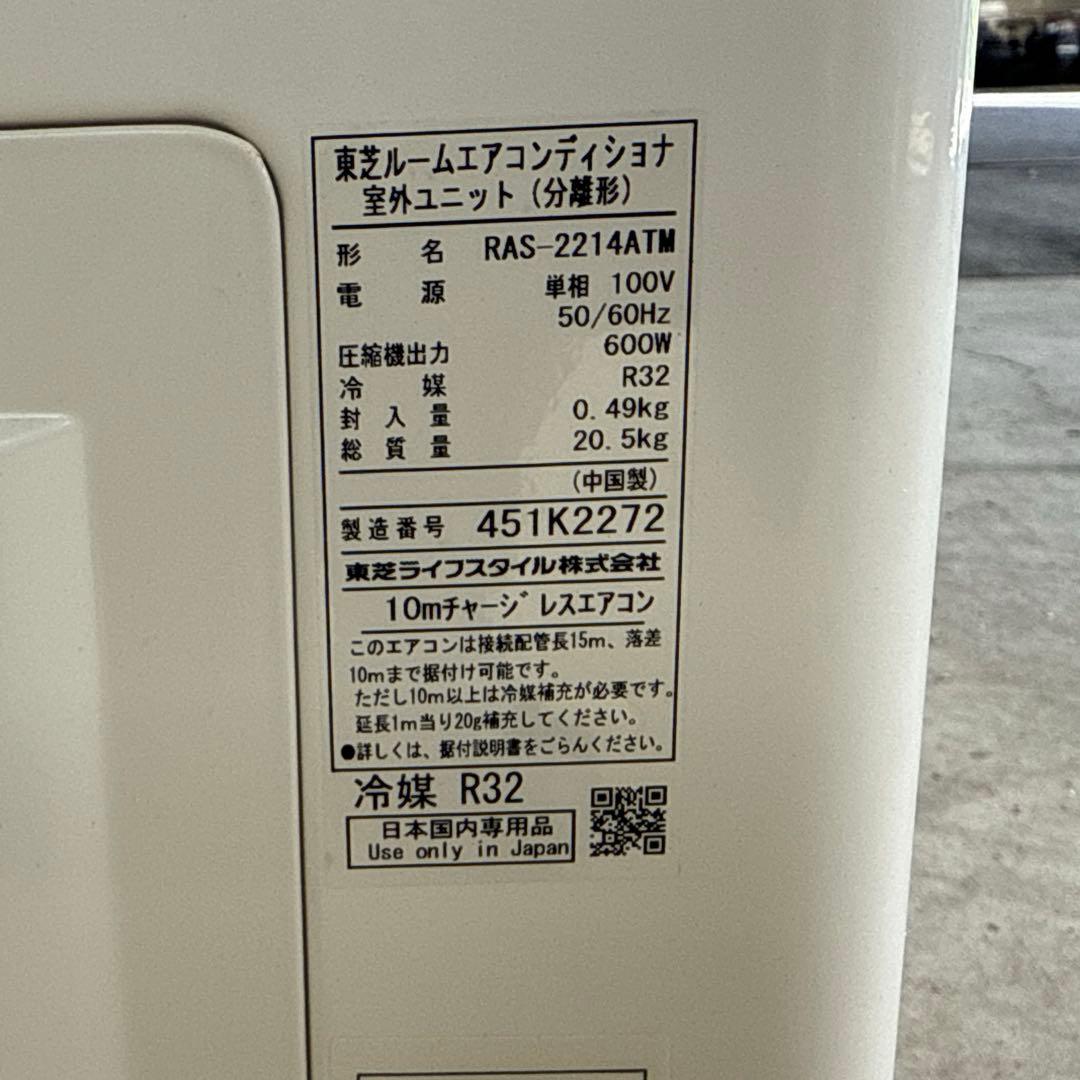 東芝ルームエアコンディショナ
室外ユニット (分離形)
形 名 RAS-2214ATM
電 源 単相 100V
50/60Hz
圧縮機出力 600W
冷 媒 R32
封 入 量 0.49kg
総 質 量 20.5kg
(中国製)
製造番号 451K2272
東芝ライフスタイル株式会社
10mチャージレスエアコン
このエアコンは接続配管長15m、落差
10mまで据付け可能です。
ただし10m以上は冷媒補充が必要です。
延長1m当り20g補充してください。
●詳しくは、据付説明書をごらんください。
冷媒 R32
日本国内専用品
Use only in Japan